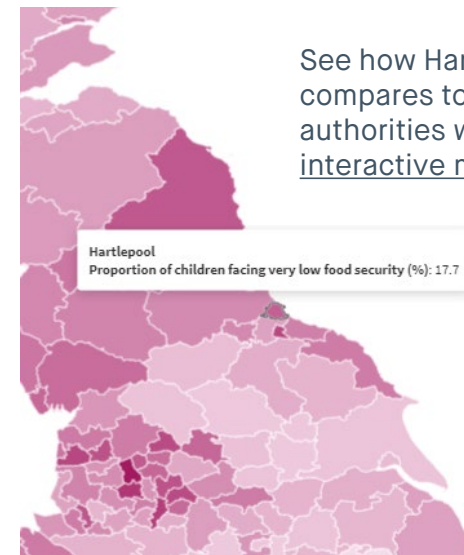 See how Har
compares to
authorities w
interactive
Hartlepool
Proportion of children facing very low food security (%): 17.7